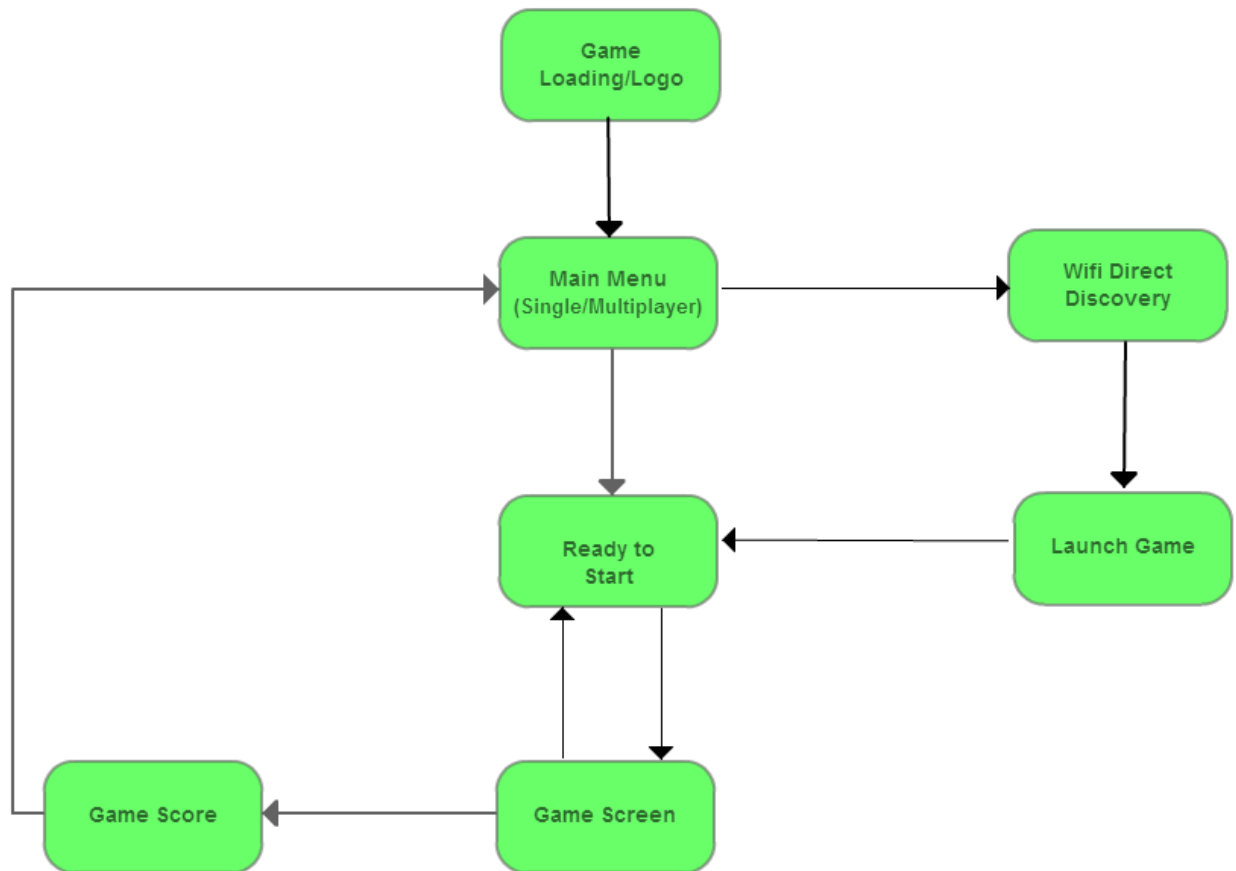 Game
Loading/Logo
Main Menu
(Single/Multiplayer)
Wifi Direct
Discovery
Ready to
Start
Launch Game
Game Score
Game Screen